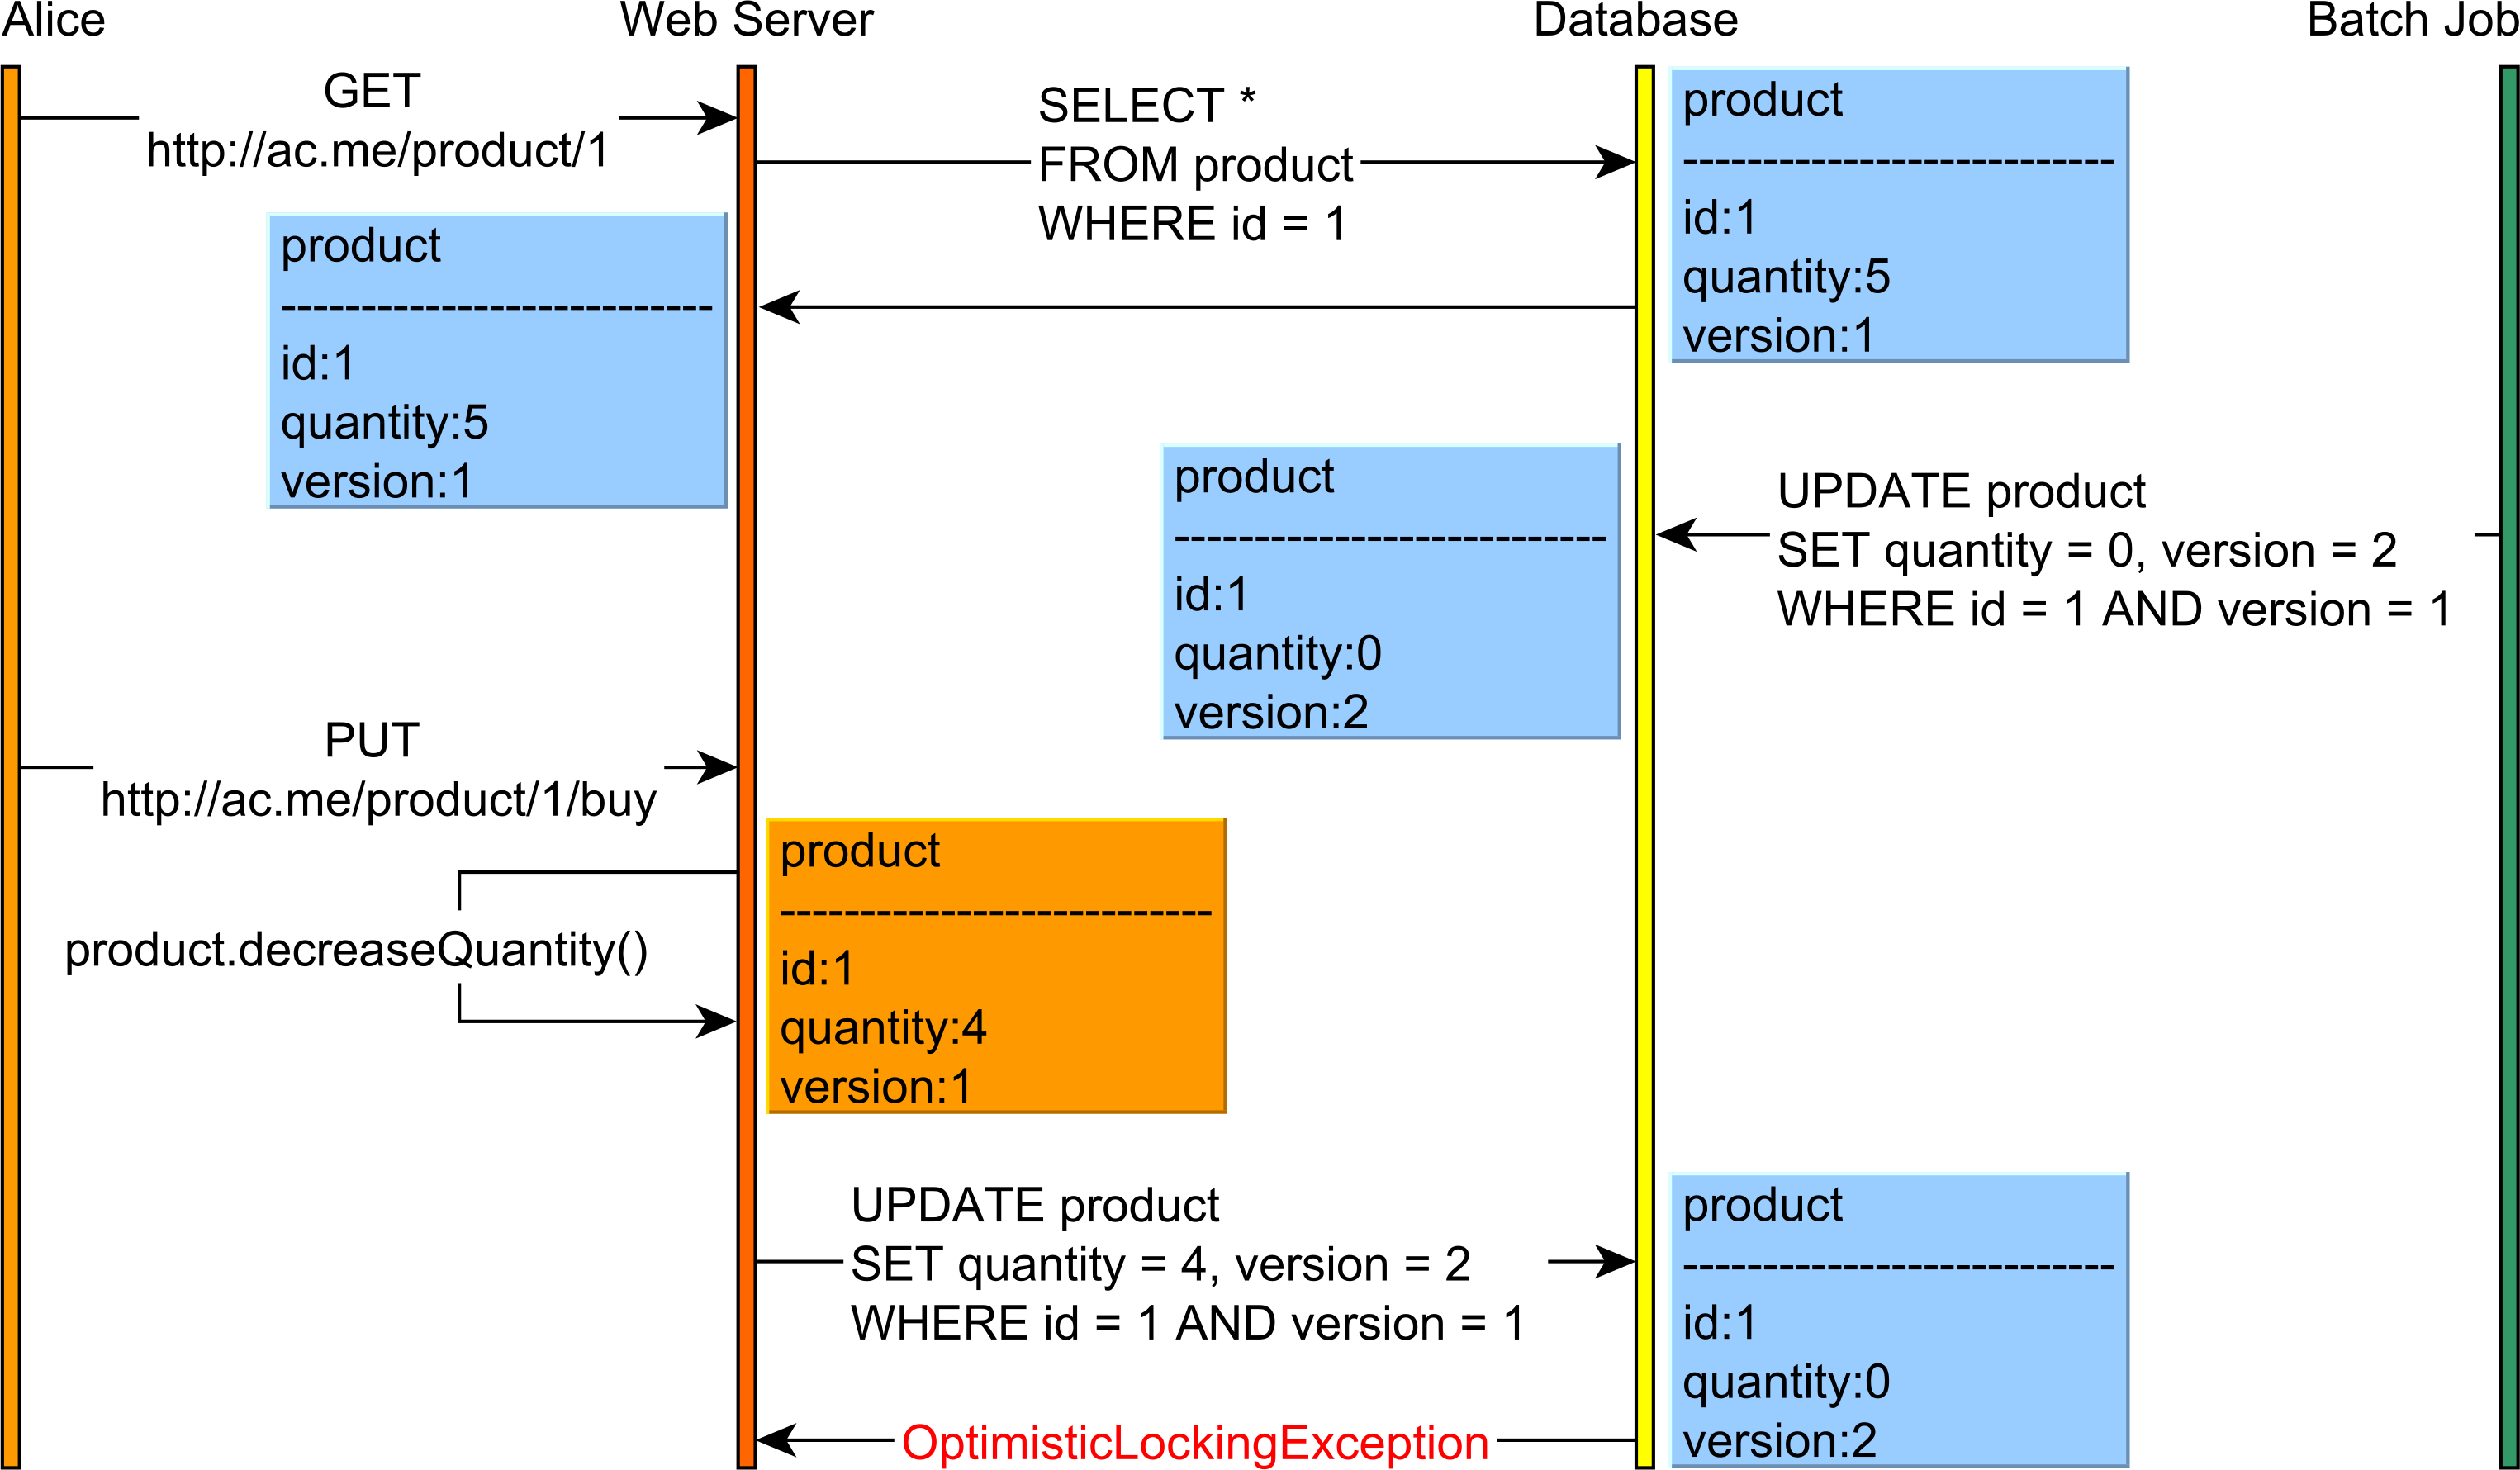 Alice
Web Server
Database
Batch Job
GET
http://ac.me/product/1
SELECT *
FROM product
WHERE id = 1
product
---------------------------
id:1
quantity:5
version:1
product
---------------------------
id:1
quantity:5
version:1
UPDATE product
SET quantity = 0, version = 2
WHERE id = 1 AND version = 1
product
---------------------------
id:1
quantity:0
version:2
PUT
http://ac.me/product/1/buy
product.decreaseQuantity()
product
---------------------------
id:1
quantity:4
version:1
UPDATE product
SET quantity = 4, version = 2
WHERE id = 1 AND version = 1
product
---------------------------
id:1
quantity:0
version:2
OptimisticLockingException